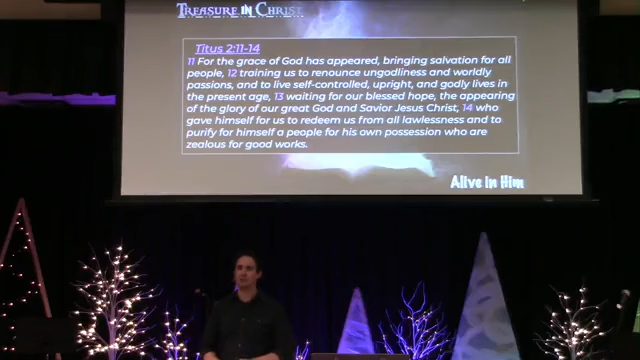 TREASURE IN CHRIST
Titus 2:11-14
11 For the grace of God has appeared, bringing salvation for all
people, 12 training us to renounce ungodliness and worldly
passions, and to live self-controlled, upright, and godly lives in
the present age, 13 waiting for our blessed hope, the appearing
of the glory of our great God and Savior Jesus Christ, 14 who
gave himself for us to redeem us from all lawlessness and to
purify for himself a people for his own possession who are
zealous for good works.
Alive in Him